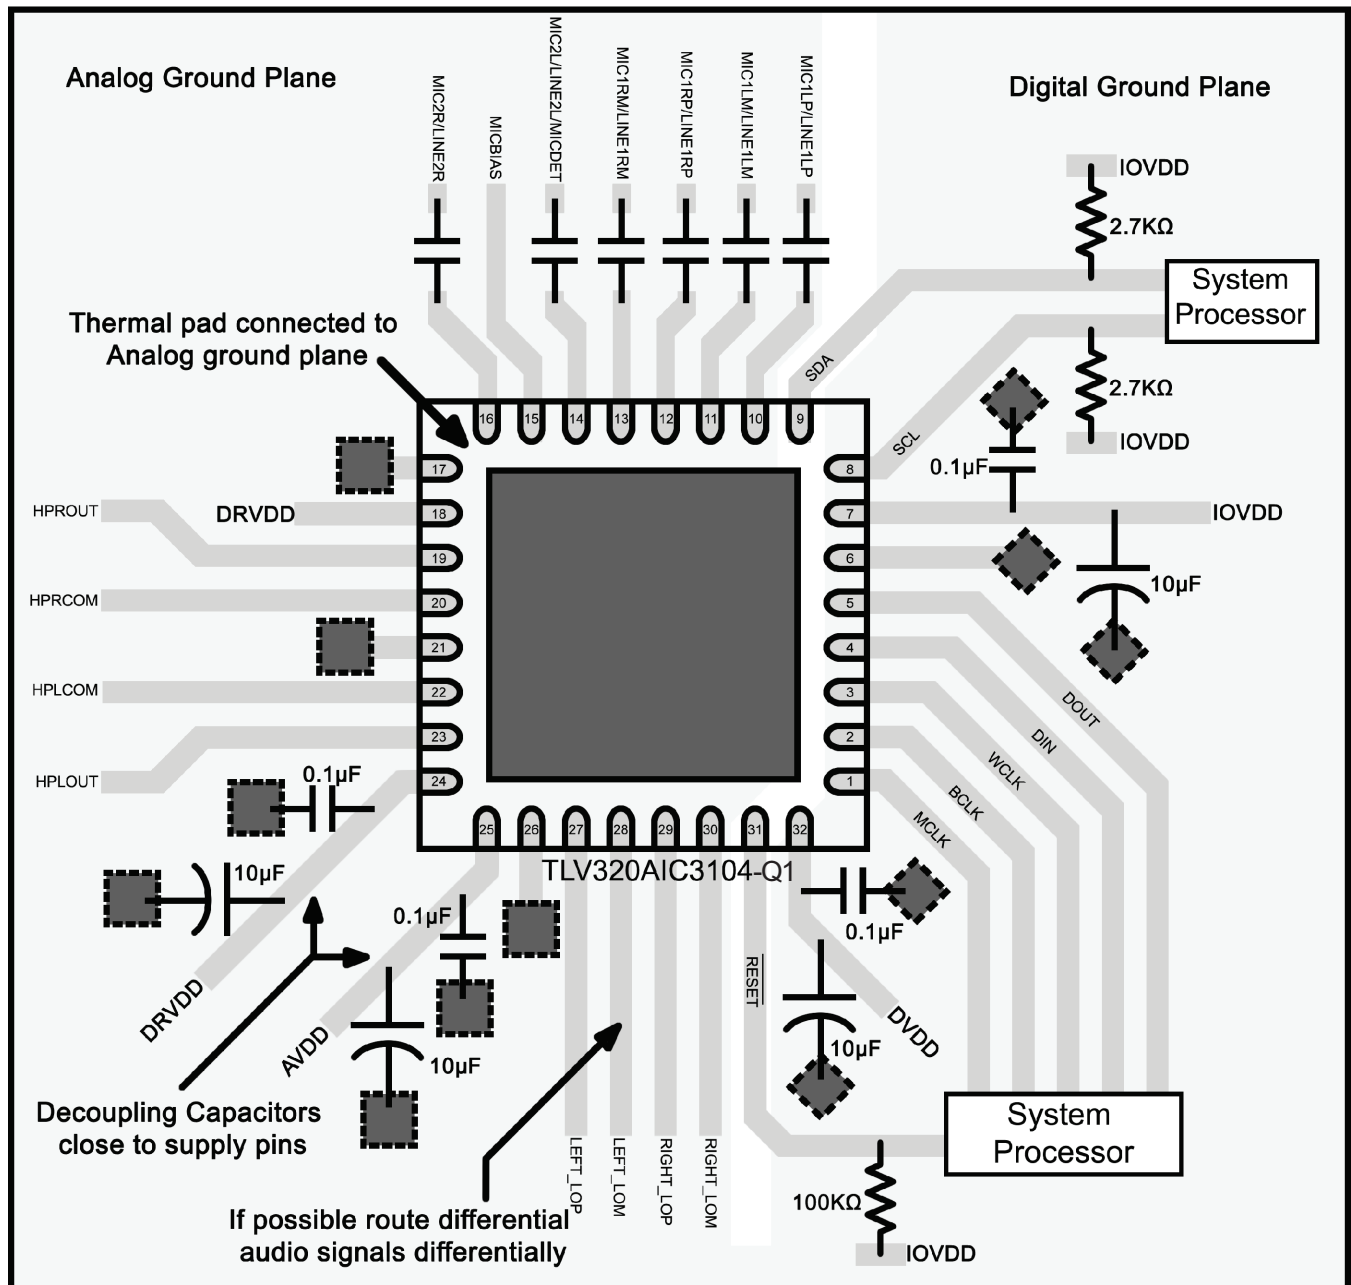 Analog Ground Plane
Digital Ground Plane
MIC2R/LINE2R
MICBIAS
MIC2L/LINE2L/MICDET
MIC1RM/LINE1RM
MIC1RP/LINE1RP
MIC1LM/LINE1LM
MIC1LP/LINE1LP
IOVDD
2.7KΩ
System
Processor
Thermal pad connected to
Analog ground plane
SDA
2.7KΩ
IOVDD
SCL
0.1µF
16
15
14
13
12
11
10
9
17
8
HPROUT
DRVDD
18
7
IOVDD
19
6
10µF
HPRCOM
20
5
21
4
HPLCOM
22
3
DOUT
23
2
DIN
HPLOUT
24
1
WCLK
BCLK
MCLK
0.1µF
25
26
27
28
29
30
31
32
TLV320AIC3104-Q1
10µF
0.1µF
0.1µF
RESET
DRVDD
AVDD
10µF
10µF
DVDD
Decoupling Capacitors
close to supply pins
System
Processor
LEFT_LOP
LEFT_LOM
RIGHT_LOP
RIGHT_LOM
100KΩ
If possible route differential
audio signals differentially
IOVDD